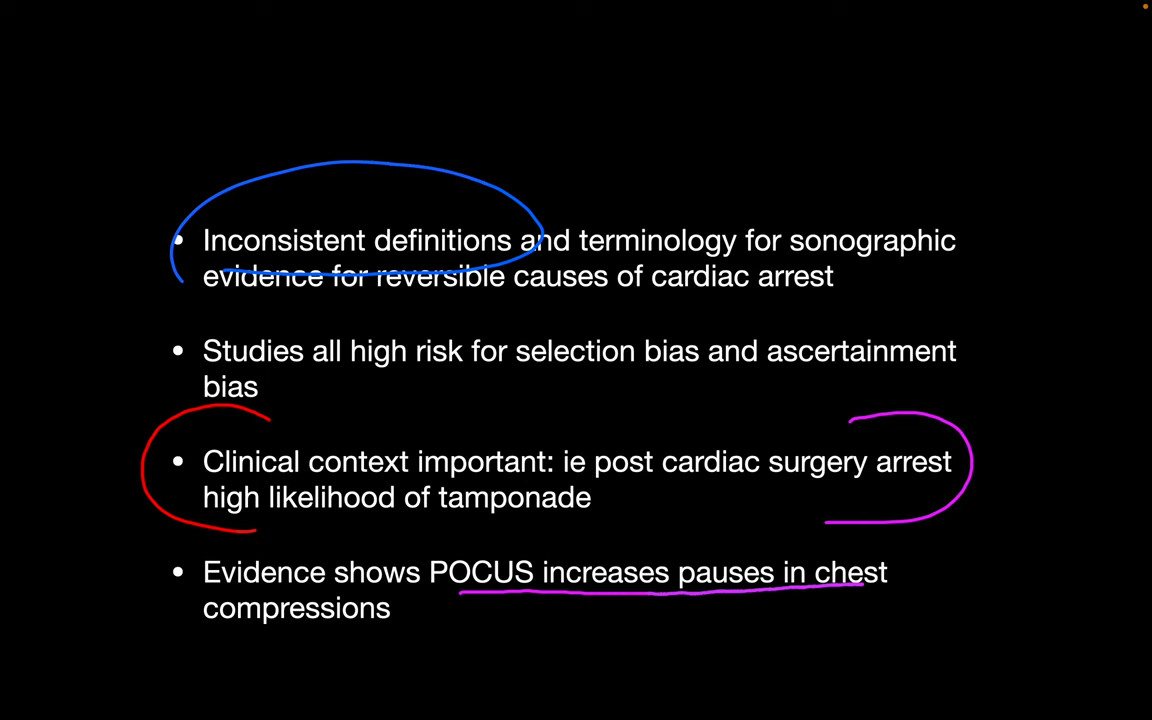 • Inconsistent definitions and terminology for sonographic
evidence for reversible causes of cardiac arrest
• Studies all high risk for selection bias and ascertainment
bias
• Clinical context important: ie post cardiac surgery arrest
high likelihood of tamponade
• Evidence shows POCUS increases pauses in chest
compressions